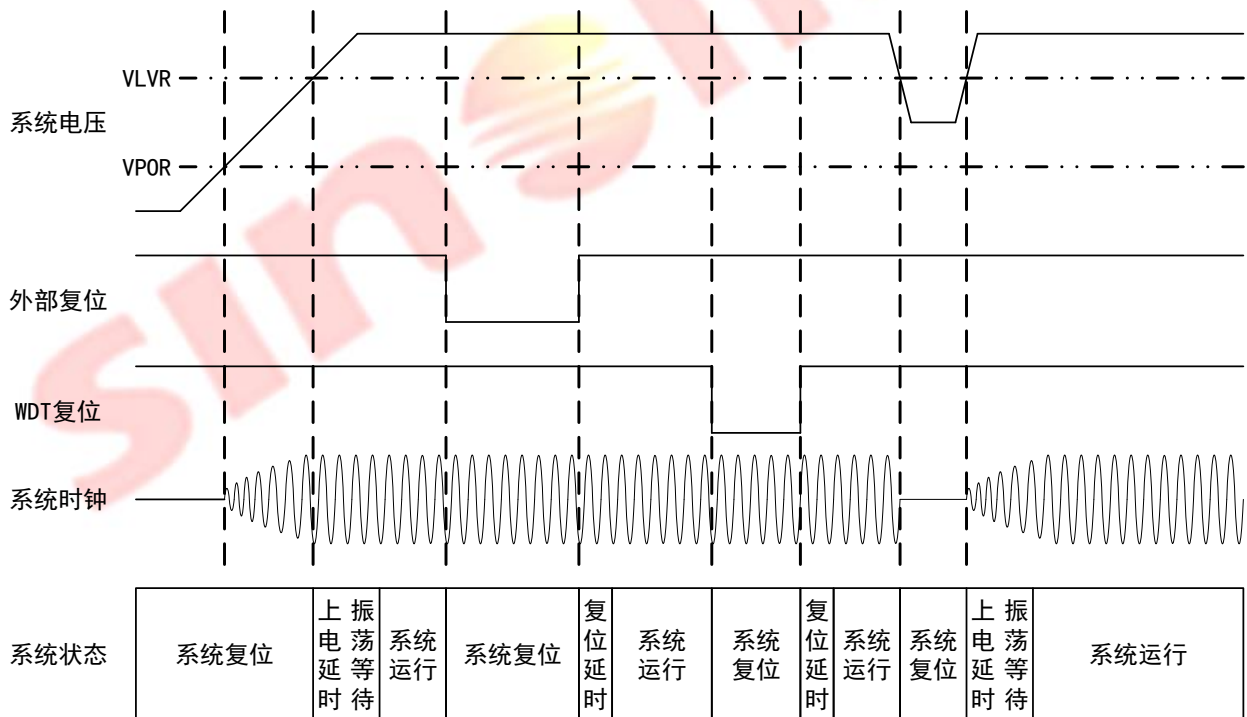 VLVR
系统电压
VPOR
外部复位
WDT复位
系统时钟
系统状态
系统复位
上电延时
振荡等待
系统运行
系统复位
复位延时
系统运行
系统复位
复位延时
系统运行
系统复位
上电延时
振荡等待
系统运行